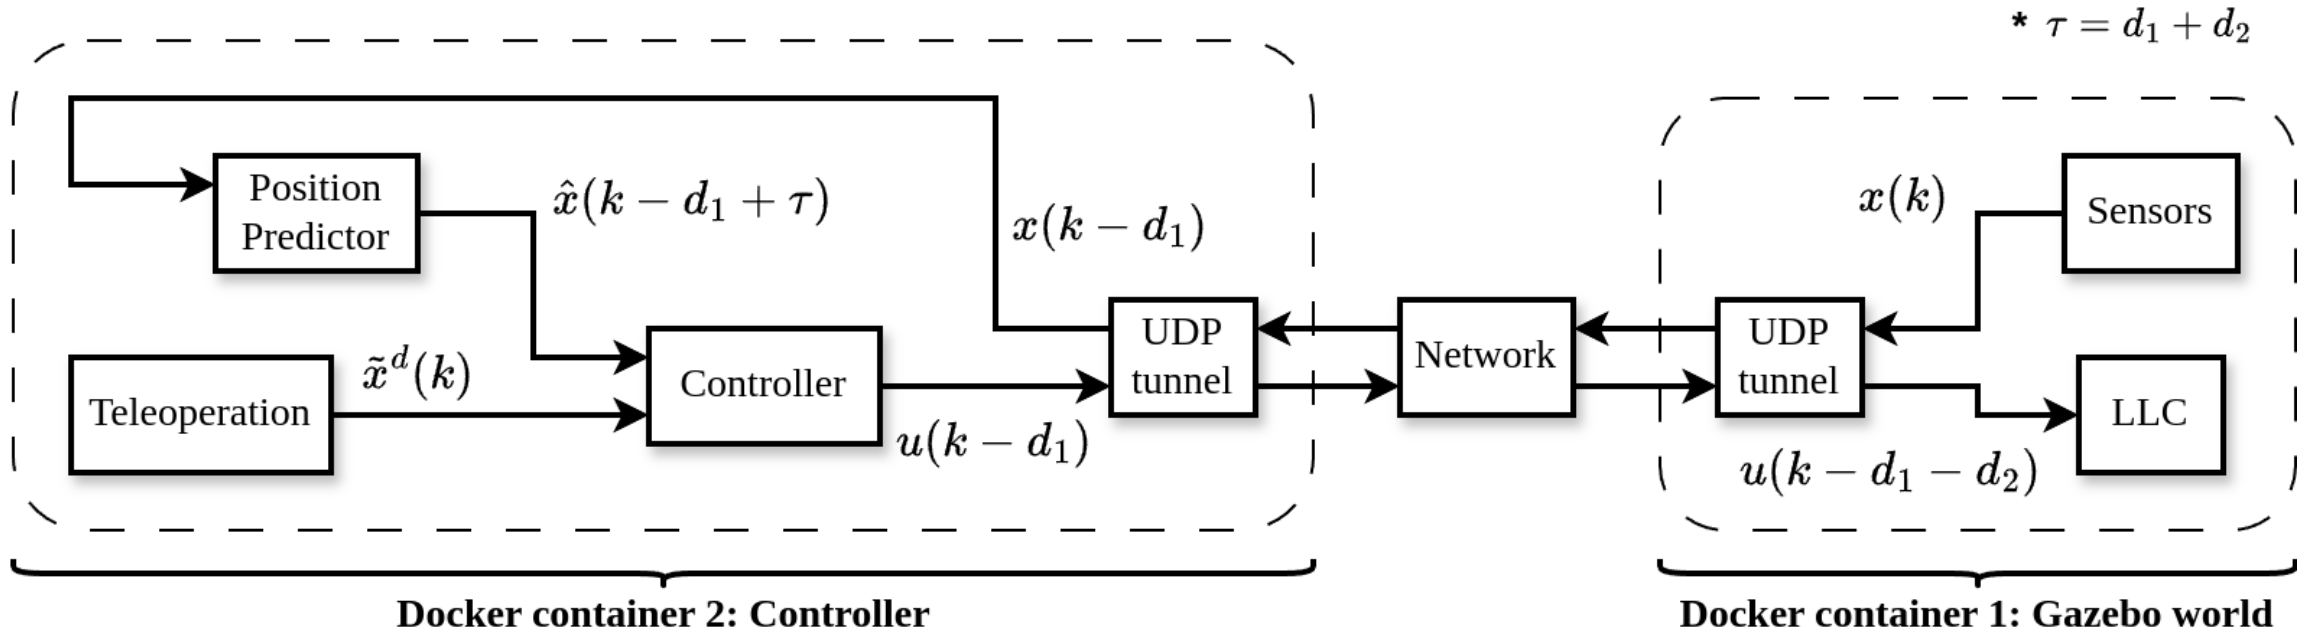 * τ = d₁ + d₂
Position
Predictor
x̂(k − d₁ + τ)
x(k − d₁)
x(k)
Sensors
UDP
tunnel
Network
UDP
tunnel
Teleoperation
x̃ᵈ(k)
Controller
u(k − d₁)
u(k − d₁ − d₂)
LLC
Docker container 2: Controller
Docker container 1: Gazebo world